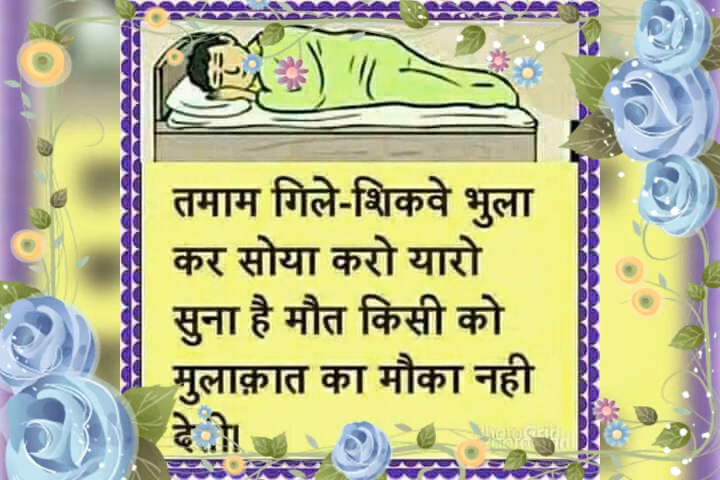 तमाम गिले-शिकवे भुला
कर सोया करो यारो
सुना है मौत किसी को
मुलाक़ात का मौका नही
देती।